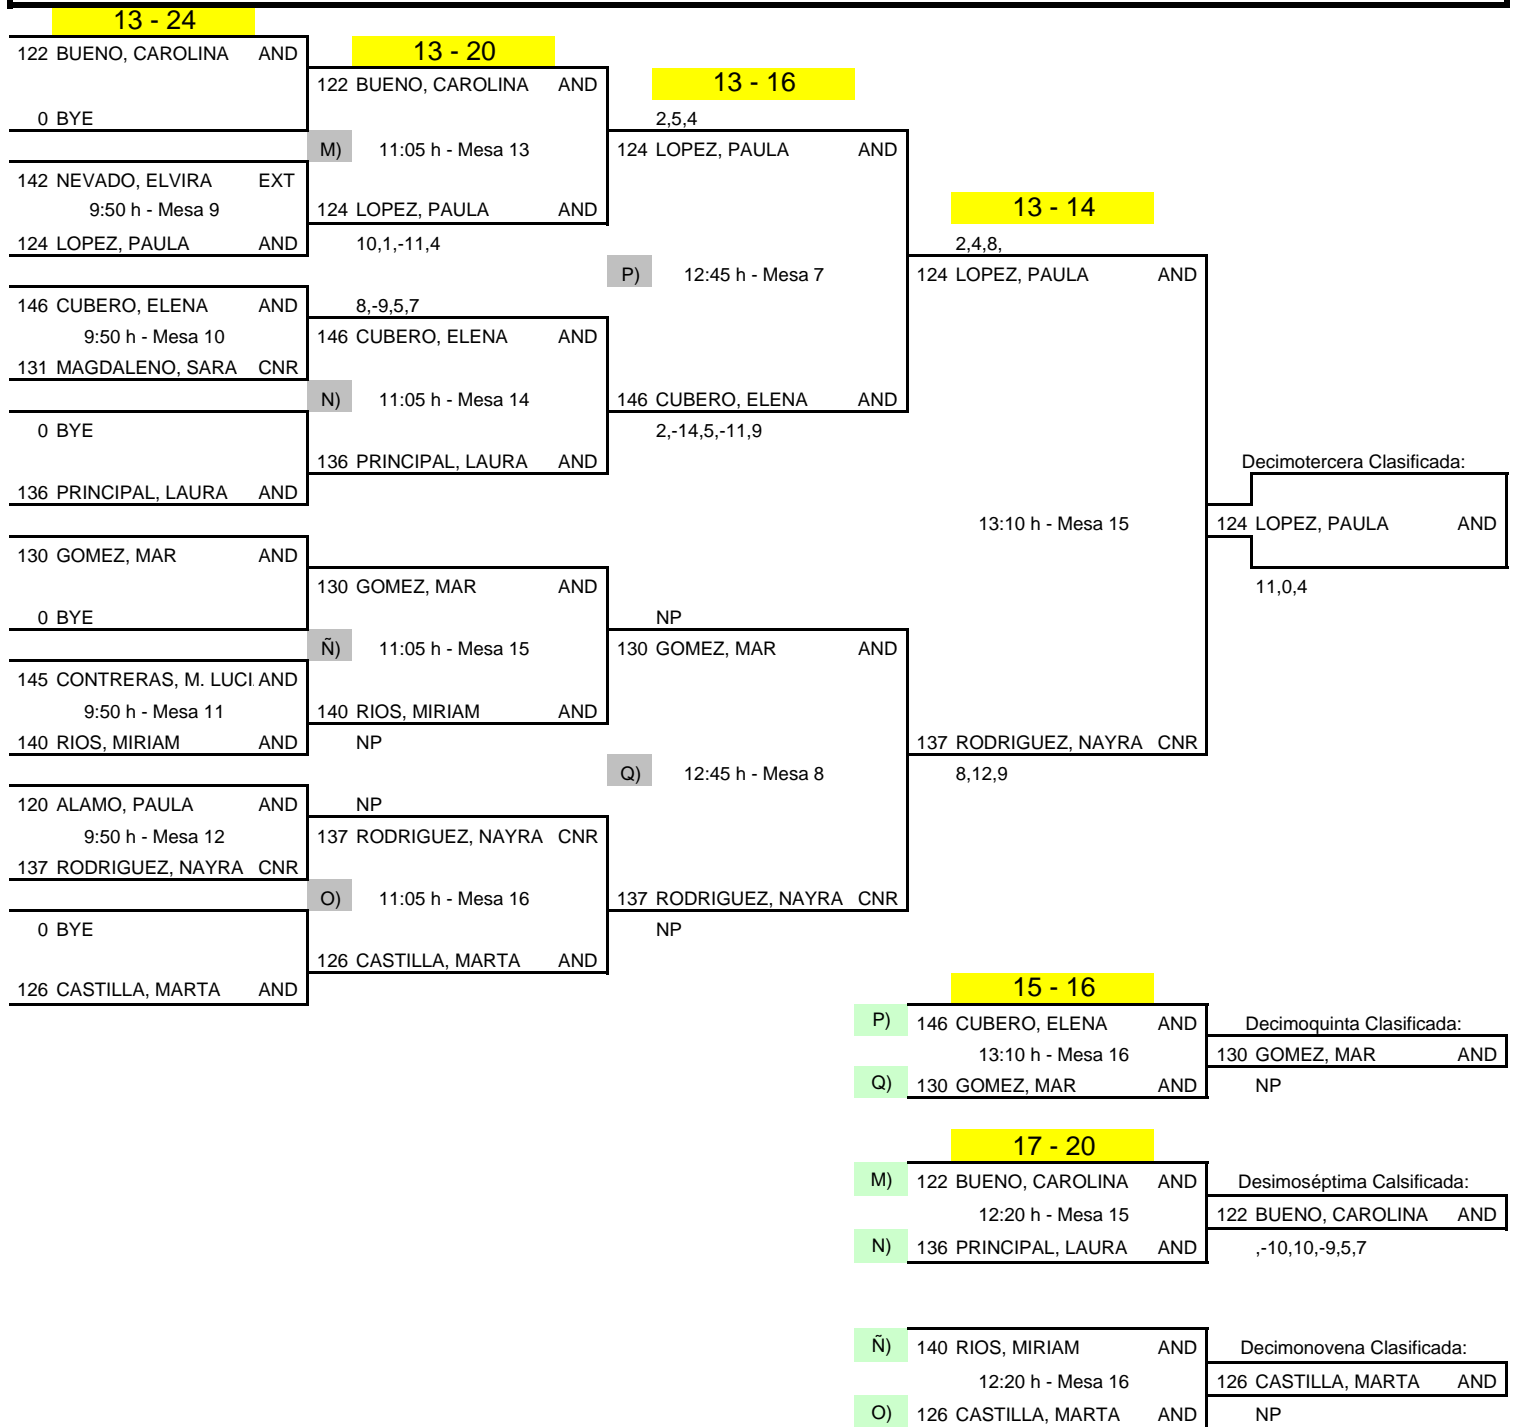 13 - 24
122 BUENO, CAROLINA AND
13 - 20
122 BUENO, CAROLINA AND
13 - 16
0 BYE
2,5,4
M) 11:05 h - Mesa 13
124 LOPEZ, PAULA AND
142 NEVADO, ELVIRA EXT
9:50 h - Mesa 9
124 LOPEZ, PAULA AND
13 - 14
124 LOPEZ, PAULA AND
10,1,-11,4
2,4,8,
P) 12:45 h - Mesa 7
124 LOPEZ, PAULA AND
146 CUBERO, ELENA AND
8,-9,5,7
9:50 h - Mesa 10
146 CUBERO, ELENA AND
131 MAGDALENO, SARA CNR
N) 11:05 h - Mesa 14
146 CUBERO, ELENA AND
0 BYE
2,-14,5,-11,9
136 PRINCIPAL, LAURA AND
Decimotercera Clasificada:
136 PRINCIPAL, LAURA AND
13:10 h - Mesa 15
124 LOPEZ, PAULA AND
130 GOMEZ, MAR AND
130 GOMEZ, MAR AND
11,0,4
0 BYE
NP
Ñ) 11:05 h - Mesa 15
130 GOMEZ, MAR AND
145 CONTRERAS, M. LUCI AND
9:50 h - Mesa 11
140 RIOS, MIRIAM AND
140 RIOS, MIRIAM AND
NP
137 RODRIGUEZ, NAYRA CNR
Q) 12:45 h - Mesa 8
8,12,9
120 ALAMO, PAULA AND
NP
9:50 h - Mesa 12
137 RODRIGUEZ, NAYRA CNR
137 RODRIGUEZ, NAYRA CNR
O) 11:05 h - Mesa 16
137 RODRIGUEZ, NAYRA CNR
0 BYE
NP
126 CASTILLA, MARTA AND
126 CASTILLA, MARTA AND
15 - 16
P) 146 CUBERO, ELENA AND
Decimoquinta Clasificada:
13:10 h - Mesa 16
130 GOMEZ, MAR AND
Q) 130 GOMEZ, MAR AND
NP
17 - 20
M) 122 BUENO, CAROLINA AND
Desimoséptima Calsificada:
12:20 h - Mesa 15
122 BUENO, CAROLINA AND
N) 136 PRINCIPAL, LAURA AND
,-10,10,-9,5,7
Ñ) 140 RIOS, MIRIAM AND
Decimonovena Clasificada:
12:20 h - Mesa 16
126 CASTILLA, MARTA AND
O) 126 CASTILLA, MARTA AND
NP